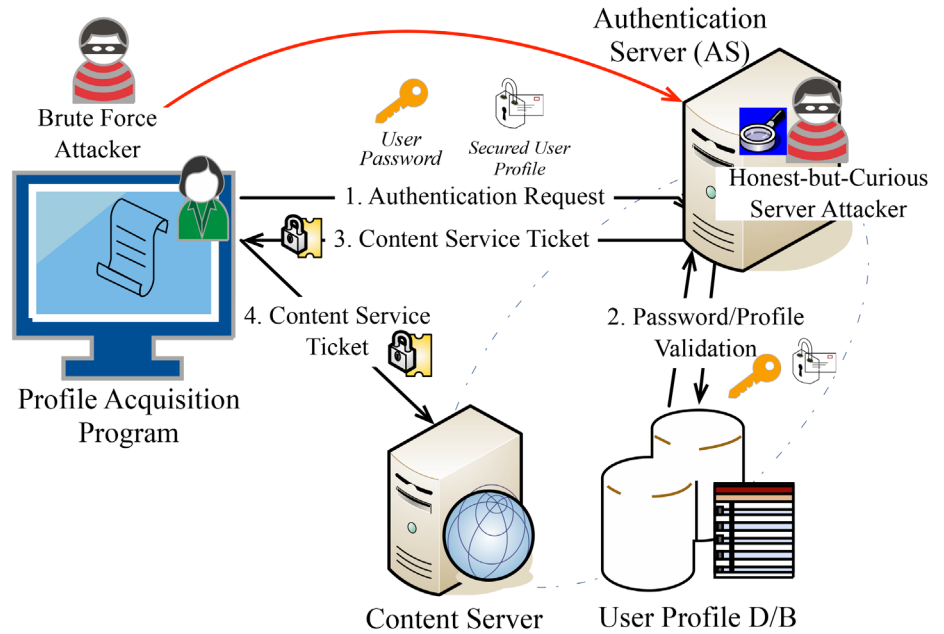 Authentication
Server (AS)
Brute Force
Attacker
User
Password
Secured User
Profile
1. Authentication Request
Honest-but-Curious
Server Attacker
3. Content Service Ticket
4. Content Service
Ticket
2. Password/Profile
Validation
Profile Acquisition
Program
Content Server
User Profile D/B